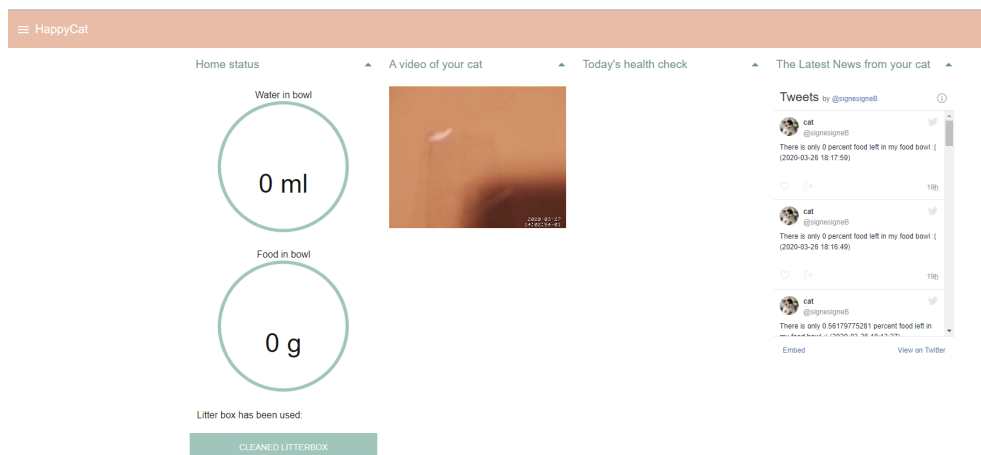 HappyCat
Home status
Water in bowl
0 ml
Food in bowl
0 g
Litter box has been used:
CLEANED LITTERBOX
A video of your cat
2020-03-27
Today's health check
The Latest News from your cat
Tweets by @signesigneB
cat
@signesigneB
There is only 0 percent food left in my food bowl :(
(2020-03-26 18:17:59)
19h
cat
@signesigneB
There is only 0 percent food left in my food bowl :(
(2020-03-26 18:16:49)
19h
cat
@signesigneB
There is only 0.56179775281 percent food left in
Embed
View on Twitter